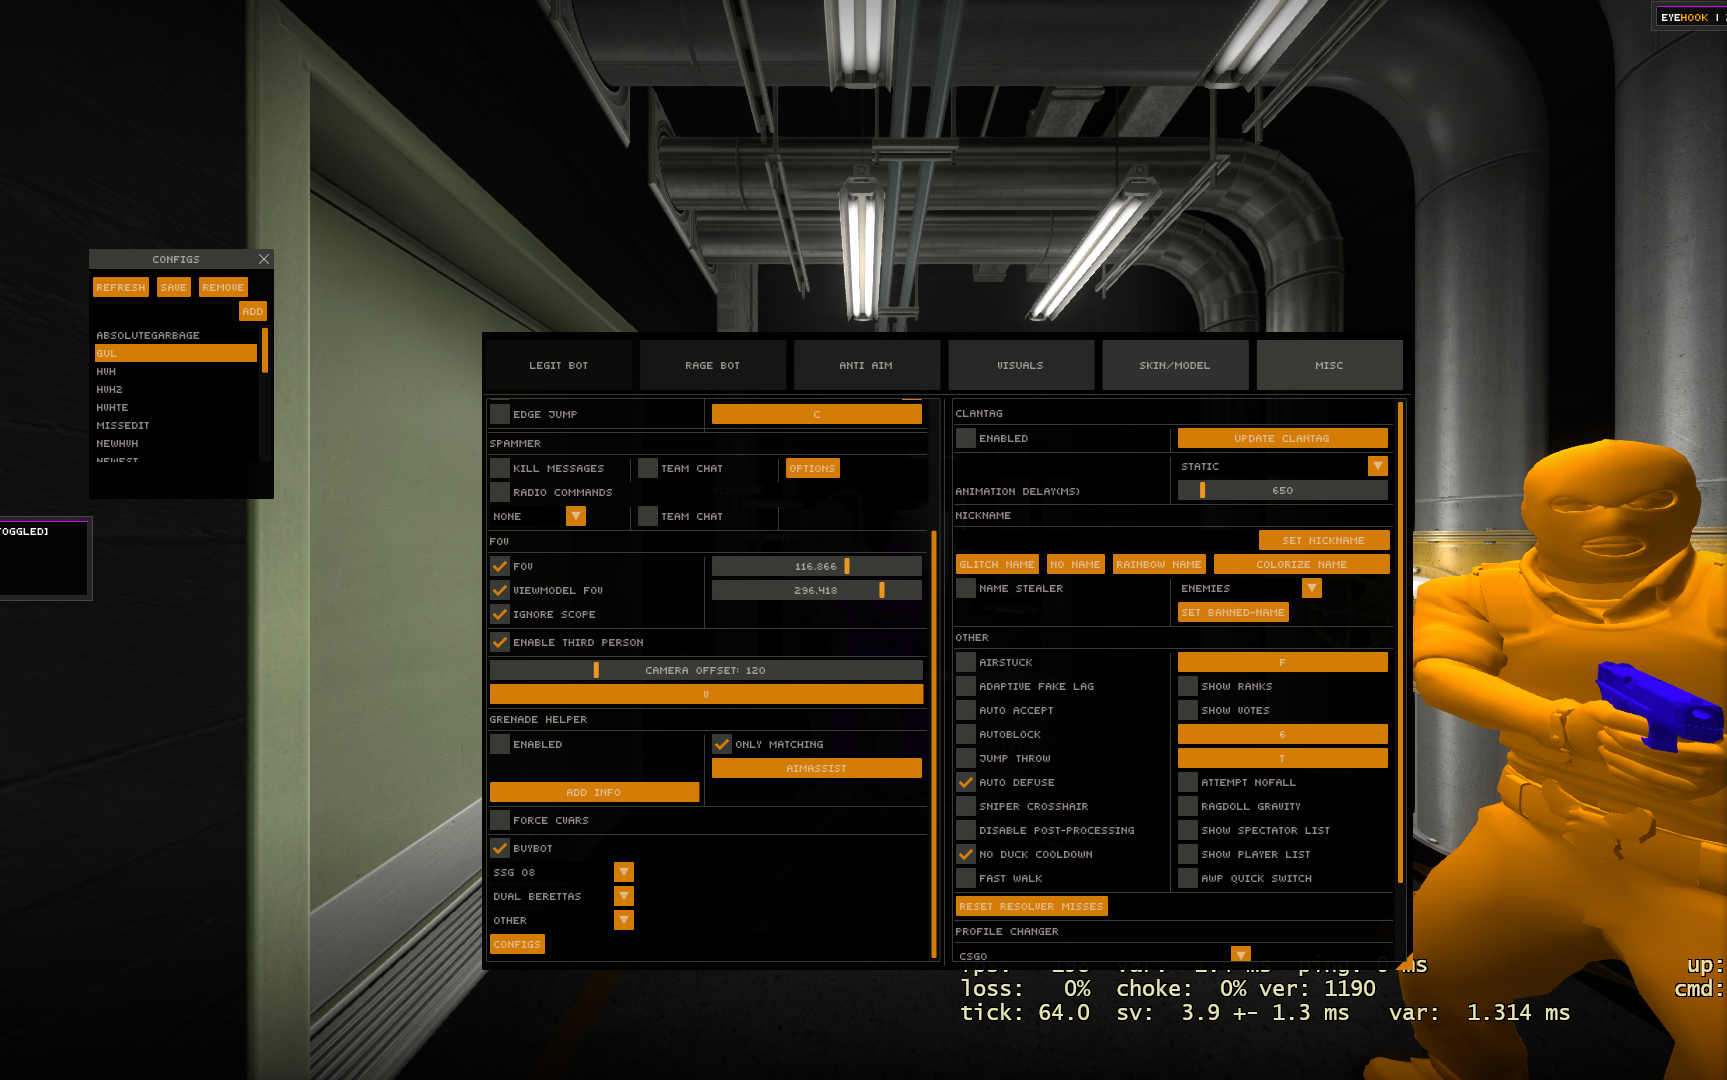 EYEHOOK |
CONFIGS
REFRESH SAVE REMOVE
ADD
ABSOLUTEGARBAGE
GUL
HVH
HVH2
HVHTE
MISSEDIT
NEWHVH
NEWEST
TOGGLED]
LEGIT BOT RAGE BOT ANTI AIM VISUALS SKIN/MODEL MISC
EDGE JUMP C
SPAMMER
KILL MESSAGES TEAM CHAT OPTIONS
RADIO COMMANDS
NONE TEAM CHAT
FOV
FOV 116.866
VIEWMODEL FOV 296.418
IGNORE SCOPE
ENABLE THIRD PERSON
CAMERA OFFSET: 120
V
GRENADE HELPER
ENABLED ONLY MATCHING
AIMASSIST
ADD INFO
FORCE CVARS
BUYBOT
SSG 08
DUAL BERETTAS
OTHER
CONFIGS
CLANTAG
ENABLED UPDATE CLANTAG
STATIC
ANIMATION DELAY(MS) 650
NICKNAME
SET NICKNAME
GLITCH NAME NO NAME RAINBOW NAME COLORIZE NAME
NAME STEALER ENEMIES
SET BANNED-NAME
OTHER
AIRSTUCK F
ADAPTIVE FAKE LAG SHOW RANKS
AUTO ACCEPT SHOW VOTES
AUTOBLOCK 6
JUMP THROW T
AUTO DEFUSE ATTEMPT NOFALL
SNIPER CROSSHAIR RAGDOLL GRAVITY
DISABLE POST-PROCESSING SHOW SPECTATOR LIST
NO DUCK COOLDOWN SHOW PLAYER LIST
FAST WALK AWP QUICK SWITCH
RESET RESOLVER MISSES
PROFILE CHANGER
CSGO
fps: var: ms ping: 0 ms up:
loss: 0% choke: 0% ver: 1190 cmd:
tick: 64.0 sv: 3.9 +- 1.3 ms var: 1.314 ms